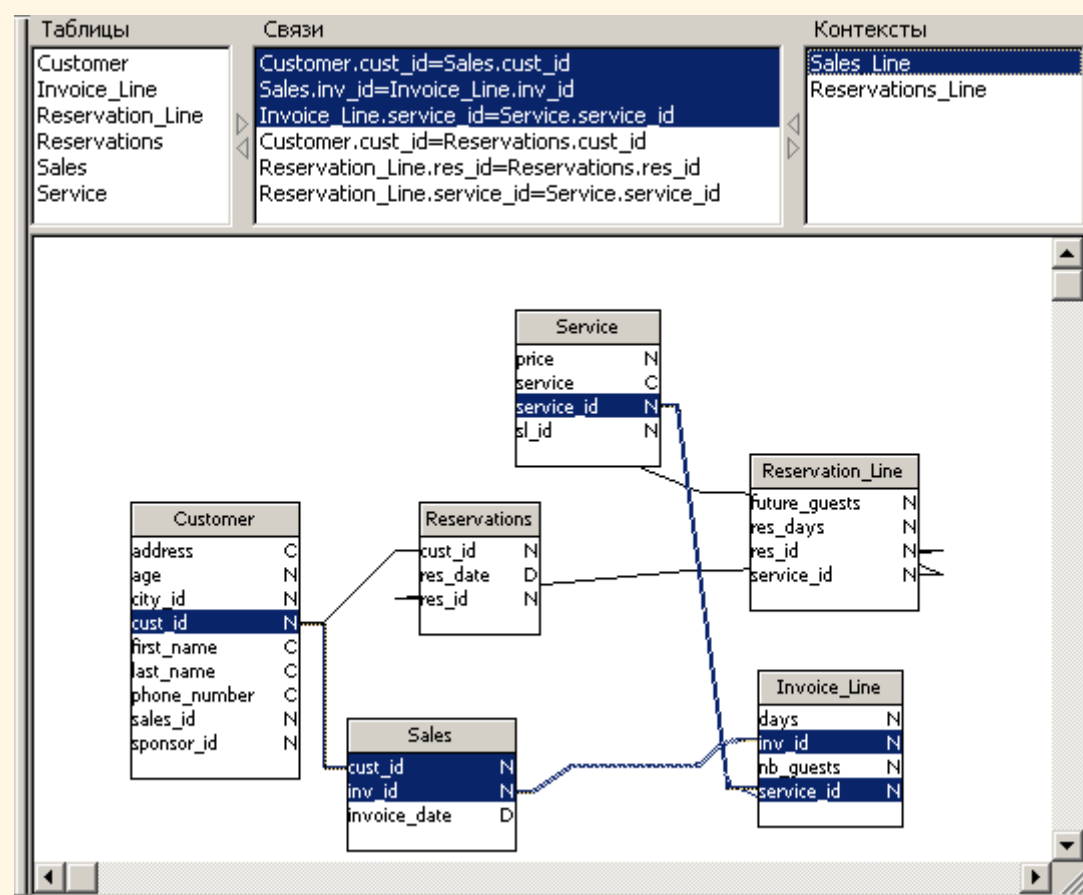 Таблицы
Связи
Контексты
Customer
Invoice_Line
Reservation_Line
Reservations
Sales
Service
Customer.cust_id=Sales.cust_id
Sales.inv_id=Invoice_Line.inv_id
Invoice_Line.service_id=Service.service_id
Customer.cust_id=Reservations.cust_id
Reservation_Line.res_id=Reservations.res_id
Reservation_Line.service_id=Service.service_id
Sales_Line
Reservations_Line
Service
price N
service C
service_id N
sl_id N
Reservation_Line
future_guests N
res_days N
res_id N
service_id N
Customer
address C
age N
city_id N
cust_id N
first_name C
last_name C
phone_number C
sales_id N
sponsor_id N
Reservations
cust_id N
res_date D
res_id N
Sales
cust_id N
inv_id N
invoice_date D
Invoice_Line
days N
inv_id N
nb_guests N
service_id N